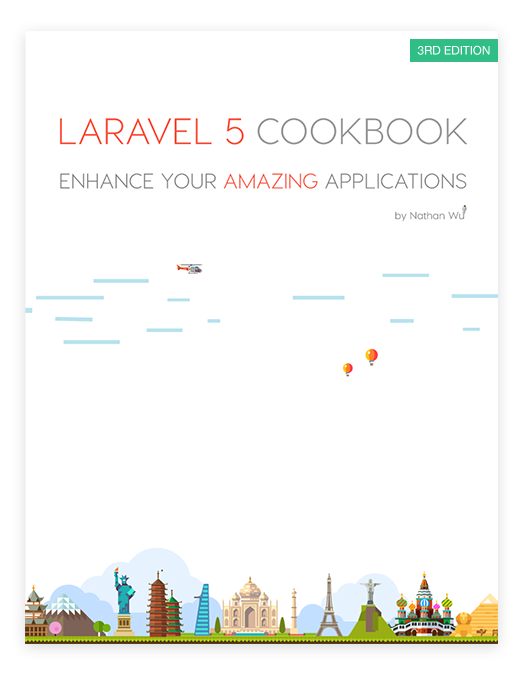 3RD EDITION
LARAVEL 5 COOKBOOK
ENHANCE YOUR AMAZING APPLICATIONS
by Nathan Wu